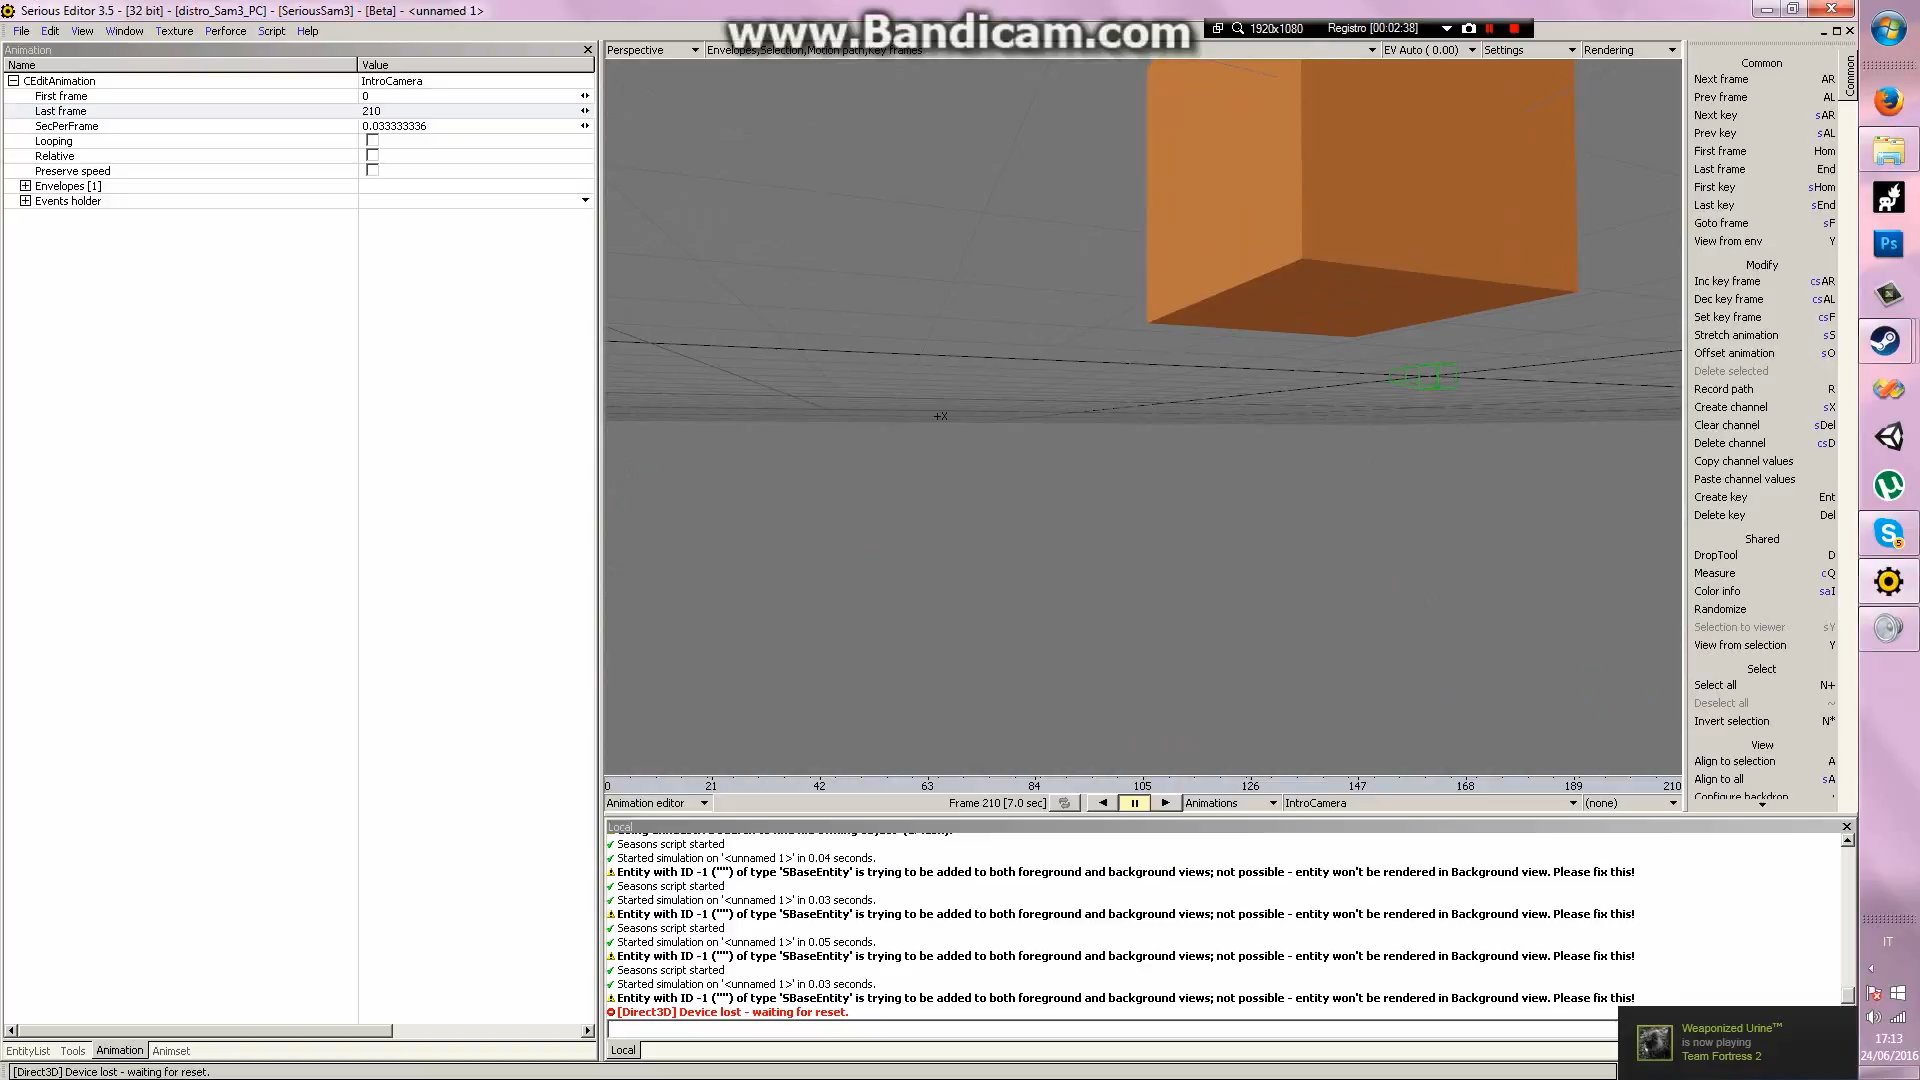 Serious Editor 3.5 - [32 bit] - [distro_Sam3_PC] - [SeriousSam3] - [Beta] - <unnamed 1>
www.Bandicam.com
1920x1080 Registro [00:02:38]
File Edit View Window Texture Perforce Script Help
Animation
Name Value
CEditAnimation IntroCamera
First frame 0
Last frame 210
SecPerFrame 0.033333336
Looping
Relative
Preserve speed
Envelopes [1]
Events holder
EntityList Tools Animation Animset
[Direct3D] Device lost - waiting for reset.
Perspective Envelopes,Selection,Motion path,Key frames EV Auto ( 0.00) Settings Rendering
+X
0 21 42 63 84 105 126 147 168 189 210
Animation editor Frame 210 [7.0 sec] Animations IntroCamera (none)
Local
Seasons script started
Started simulation on '<unnamed 1>' in 0.04 seconds.
Entity with ID -1 ("") of type 'SBaseEntity' is trying to be added to both foreground and background views; not possible - entity won't be rendered in Background view. Please fix this!
Seasons script started
Started simulation on '<unnamed 1>' in 0.03 seconds.
Entity with ID -1 ("") of type 'SBaseEntity' is trying to be added to both foreground and background views; not possible - entity won't be rendered in Background view. Please fix this!
Seasons script started
Started simulation on '<unnamed 1>' in 0.05 seconds.
Entity with ID -1 ("") of type 'SBaseEntity' is trying to be added to both foreground and background views; not possible - entity won't be rendered in Background view. Please fix this!
Seasons script started
Started simulation on '<unnamed 1>' in 0.03 seconds.
Entity with ID -1 ("") of type 'SBaseEntity' is trying to be added to both foreground and background views; not possible - entity won't be rendered in Background view. Please fix this!
[Direct3D] Device lost - waiting for reset.
Local
Common
Common
Next frame AR
Prev frame AL
Next key sAR
Prev key sAL
First frame Hom
Last frame End
First key sHom
Last key sEnd
Goto frame sF
View from env Y
Modify
Inc key frame csAR
Dec key frame csAL
Set key frame csF
Stretch animation sS
Offset animation sO
Delete selected
Record path R
Create channel sX
Clear channel sDel
Delete channel csD
Copy channel values
Paste channel values
Create key Ent
Delete key Del
Shared
DropTool D
Measure cQ
Color info saI
Randomize
Selection to viewer sY
View from selection Y
Select
Select all N+
Deselect all ~
Invert selection N*
View
Align to selection A
Align to all sA
Configure backdrop
Ps
5
IT
17:13
24/06/2016
Weaponized Urine™
is now playing
Team Fortress 2